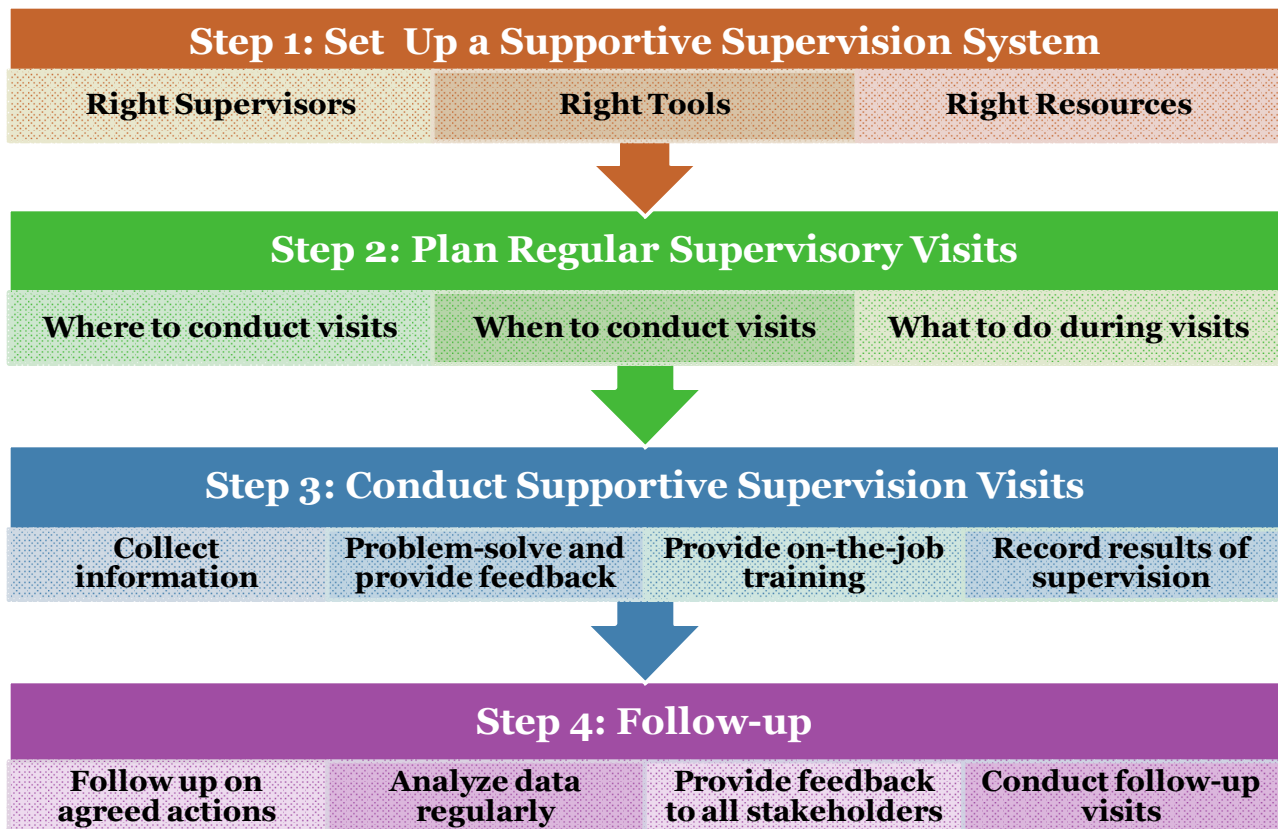 Step 1: Set Up a Supportive Supervision System
Right Supervisors
Right Tools
Right Resources
Step 2: Plan Regular Supervisory Visits
Where to conduct visits
When to conduct visits
What to do during visits
Step 3: Conduct Supportive Supervision Visits
Collect
information
Problem-solve and
provide feedback
Provide on-the-job
training
Record results of
supervision
Step 4: Follow-up
Follow up on
agreed actions
Analyze data
regularly
Provide feedback
to all stakeholders
Conduct follow-up
visits